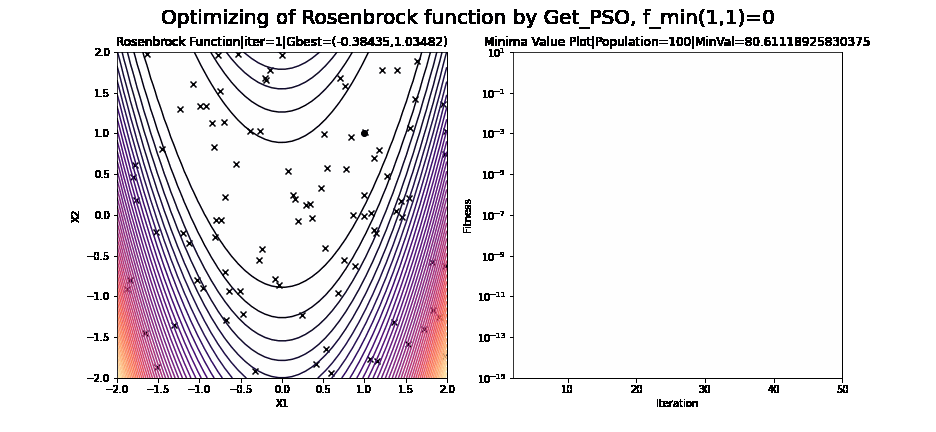 Optimizing of Rosenbrock function by Get_PSO, f_min(1,1)=0
Rosenbrock Function|iter=1|Gbest=(-0.38435,1.03482)
Minima Value Plot|Population=100|MinVal=80.61118925830375
2.0
1.5
1.0
0.5
0.0
−0.5
−1.0
−1.5
−2.0
X2
−2.0 −1.5 −1.0 −0.5 0.0 0.5 1.0 1.5 2.0
X1
10⁻¹
10⁻³
10⁻⁵
10⁻⁷
10⁻⁹
10⁻¹¹
10⁻¹³
10⁻¹⁵
Fitness
10 20 30 40 50
Iteration